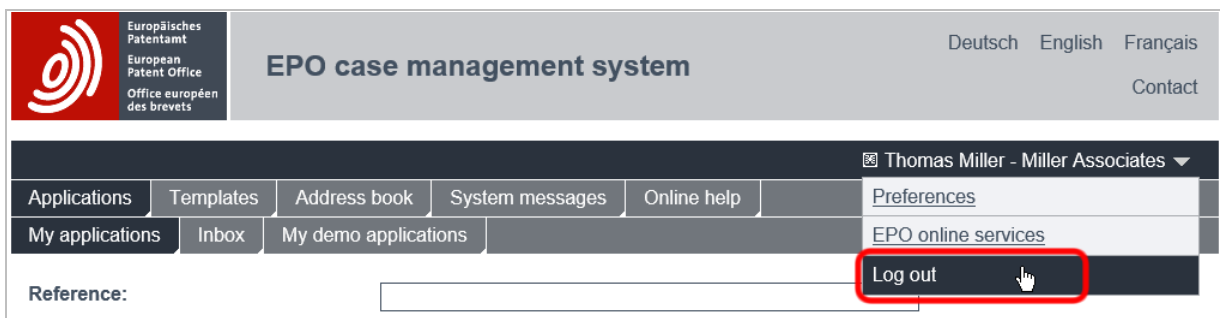 Europäisches
Patentamt
European
Patent Office
Office européen
des brevets
EPO case management system
Deutsch English Français
Contact
Thomas Miller - Miller Associates
Applications Templates Address book System messages Online help
Preferences
My applications Inbox My demo applications
EPO online services
Log out
Reference: